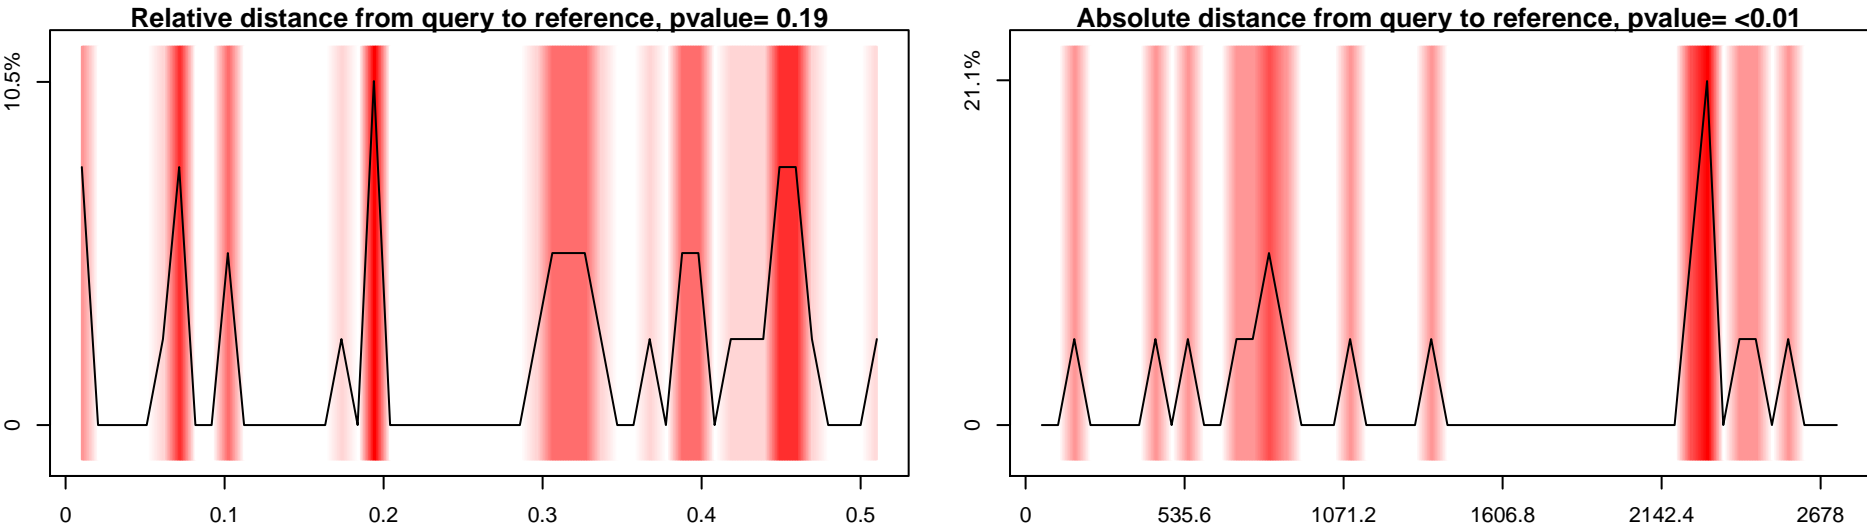 Relative distance from query to reference, pvalue= 0.19
10.5%
0
0 0.1 0.2 0.3 0.4 0.5
Absolute distance from query to reference, pvalue= <0.01
21.1%
0
0 535.6 1071.2 1606.8 2142.4 2678